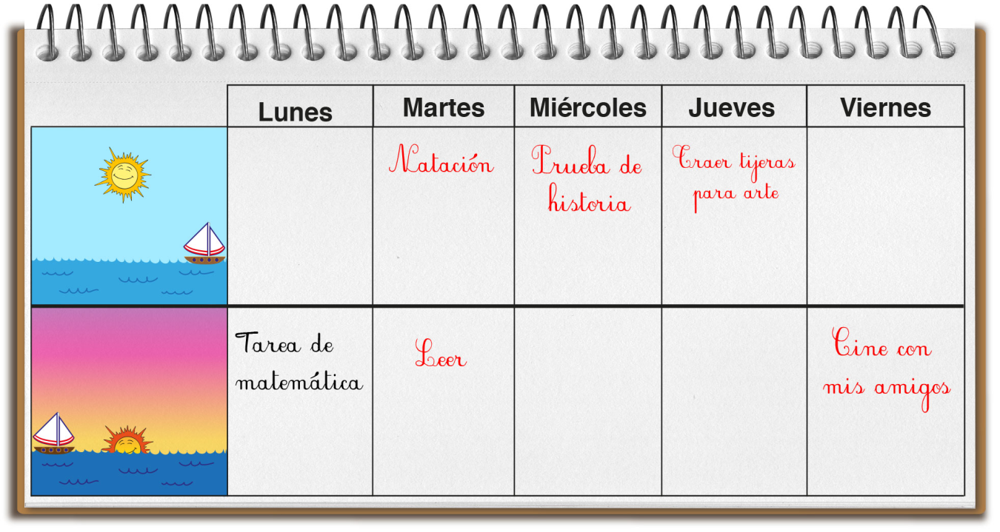 Lunes Martes Miércoles Jueves Viernes
Natación
Prueba de
historia
Traer tijeras
para arte
Tarea de
matemática
Leer
Cine con
mis amigos